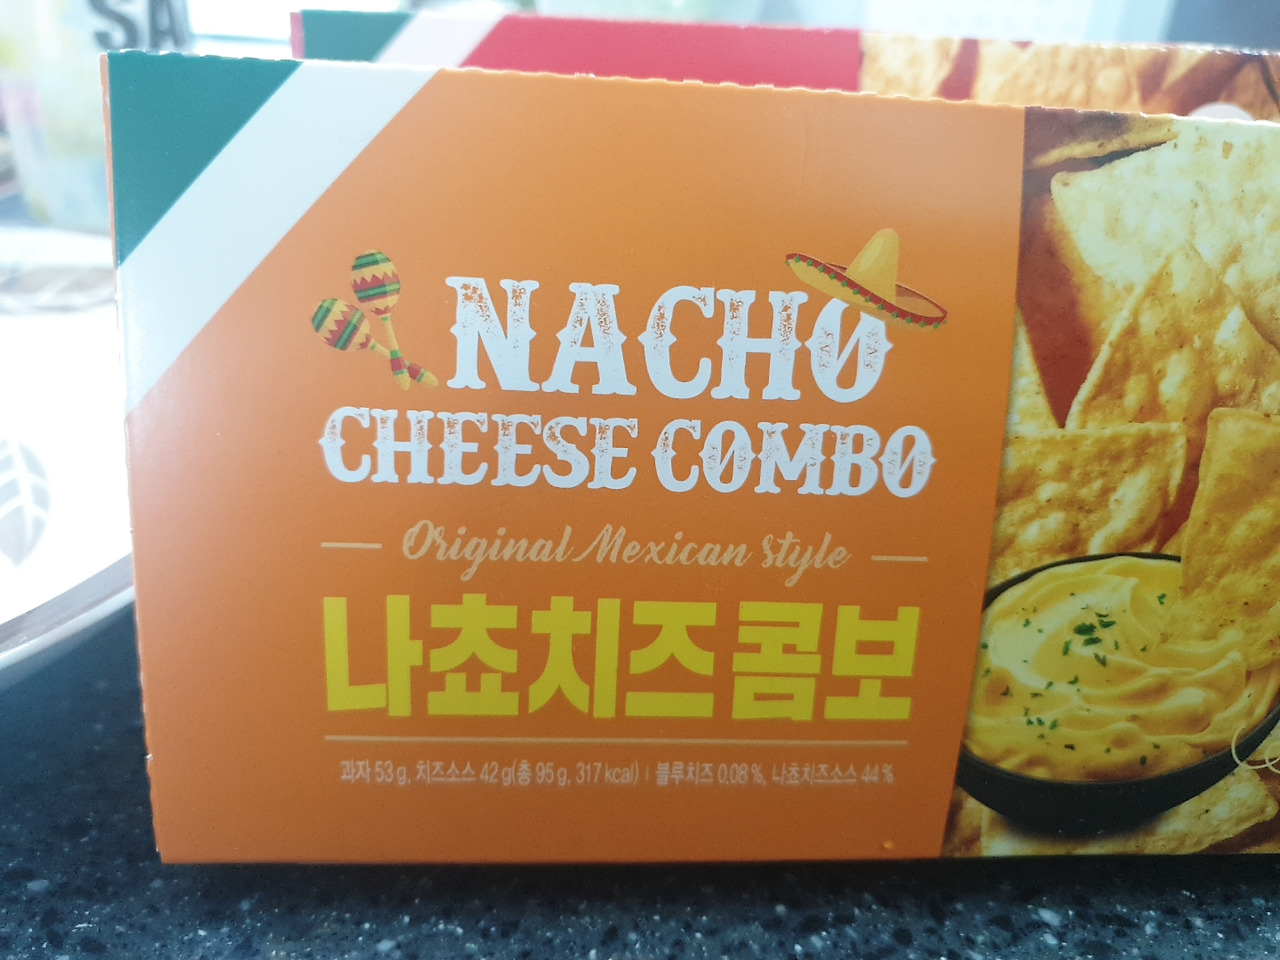 SA
NACHO
CHEESE COMBO
Original Mexican style
나쵸치즈콤보
과자 53 g, 치즈소스 42 g(총 95 g, 317 kcal) | 블루치즈 0.08 %, 나쵸치즈소스 44 %